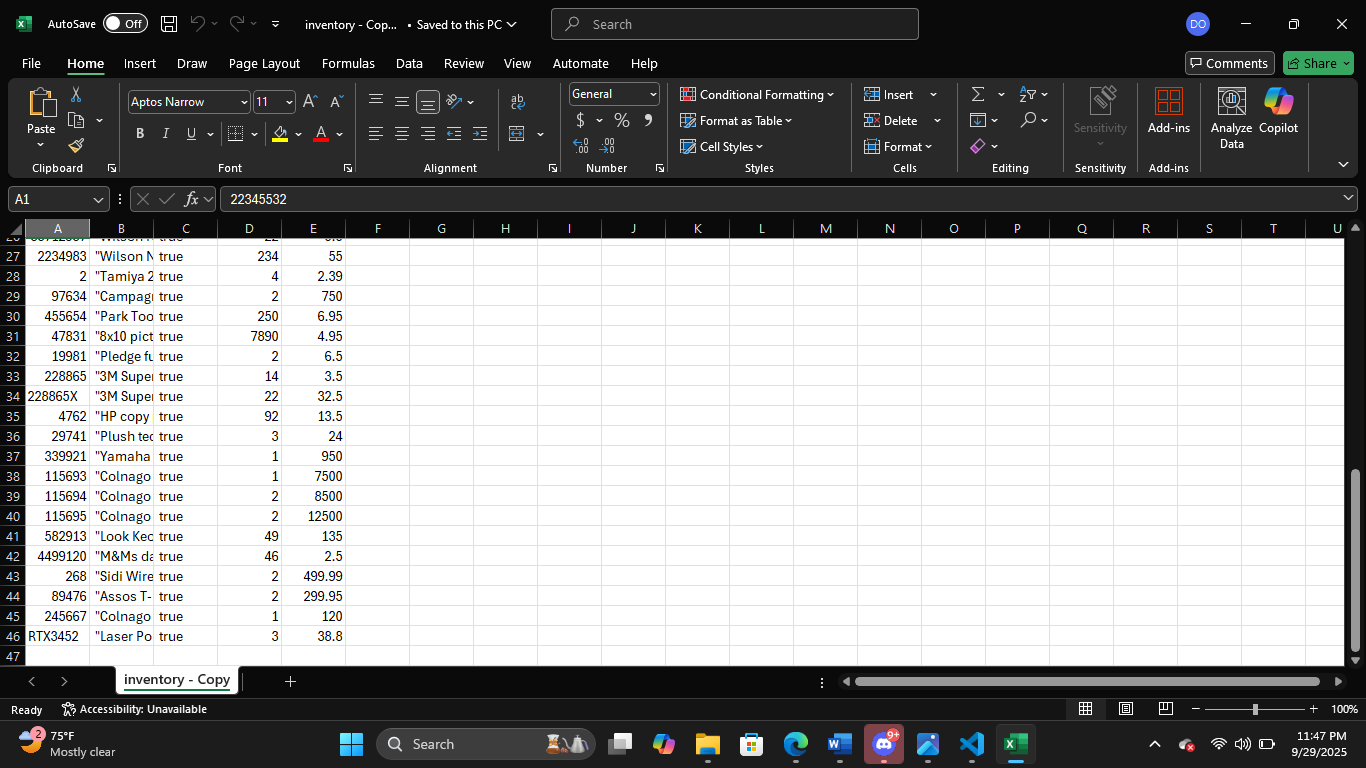 AutoSave Off inventory - Cop... • Saved to this PC Search DO
File Home Insert Draw Page Layout Formulas Data Review View Automate Help Comments Share
Paste
Aptos Narrow 11
B I U
ab
General
$ % 9
Conditional Formatting
Format as Table
Cell Styles
Insert
Delete
Format
Sensitivity
Add-ins
Analyze Data
Copilot
Clipboard Font Alignment Number Styles Cells Editing Sensitivity Add-ins
A1 fx 22345532
A B C D E F G H I J K L M N O P Q R S T U
27 2234983 "Wilson N true 234 55
28 2 "Tamiya 2 true 4 2.39
29 97634 "Campag true 2 750
30 455654 "Park Too true 250 6.95
31 47831 "8x10 pict true 7890 4.95
32 19981 "Pledge fu true 2 6.5
33 228865 "3M Super true 14 3.5
34 228865X "3M Super true 22 32.5
35 4762 "HP copy true 92 13.5
36 29741 "Plush ted true 3 24
37 339921 "Yamaha true 1 950
38 115693 "Colnago true 1 7500
39 115694 "Colnago true 2 8500
40 115695 "Colnago true 2 12500
41 582913 "Look Keo true 49 135
42 4499120 "M&Ms da true 46 2.5
43 268 "Sidi Wire true 2 499.99
44 89476 "Assos T- true 2 299.95
45 245667 "Colnago true 1 120
46 RTX3452 "Laser Po true 3 38.8
47
inventory - Copy
Ready Accessibility: Unavailable 100%
2 75°F
Mostly clear
Search
9+
11:47 PM
9/29/2025